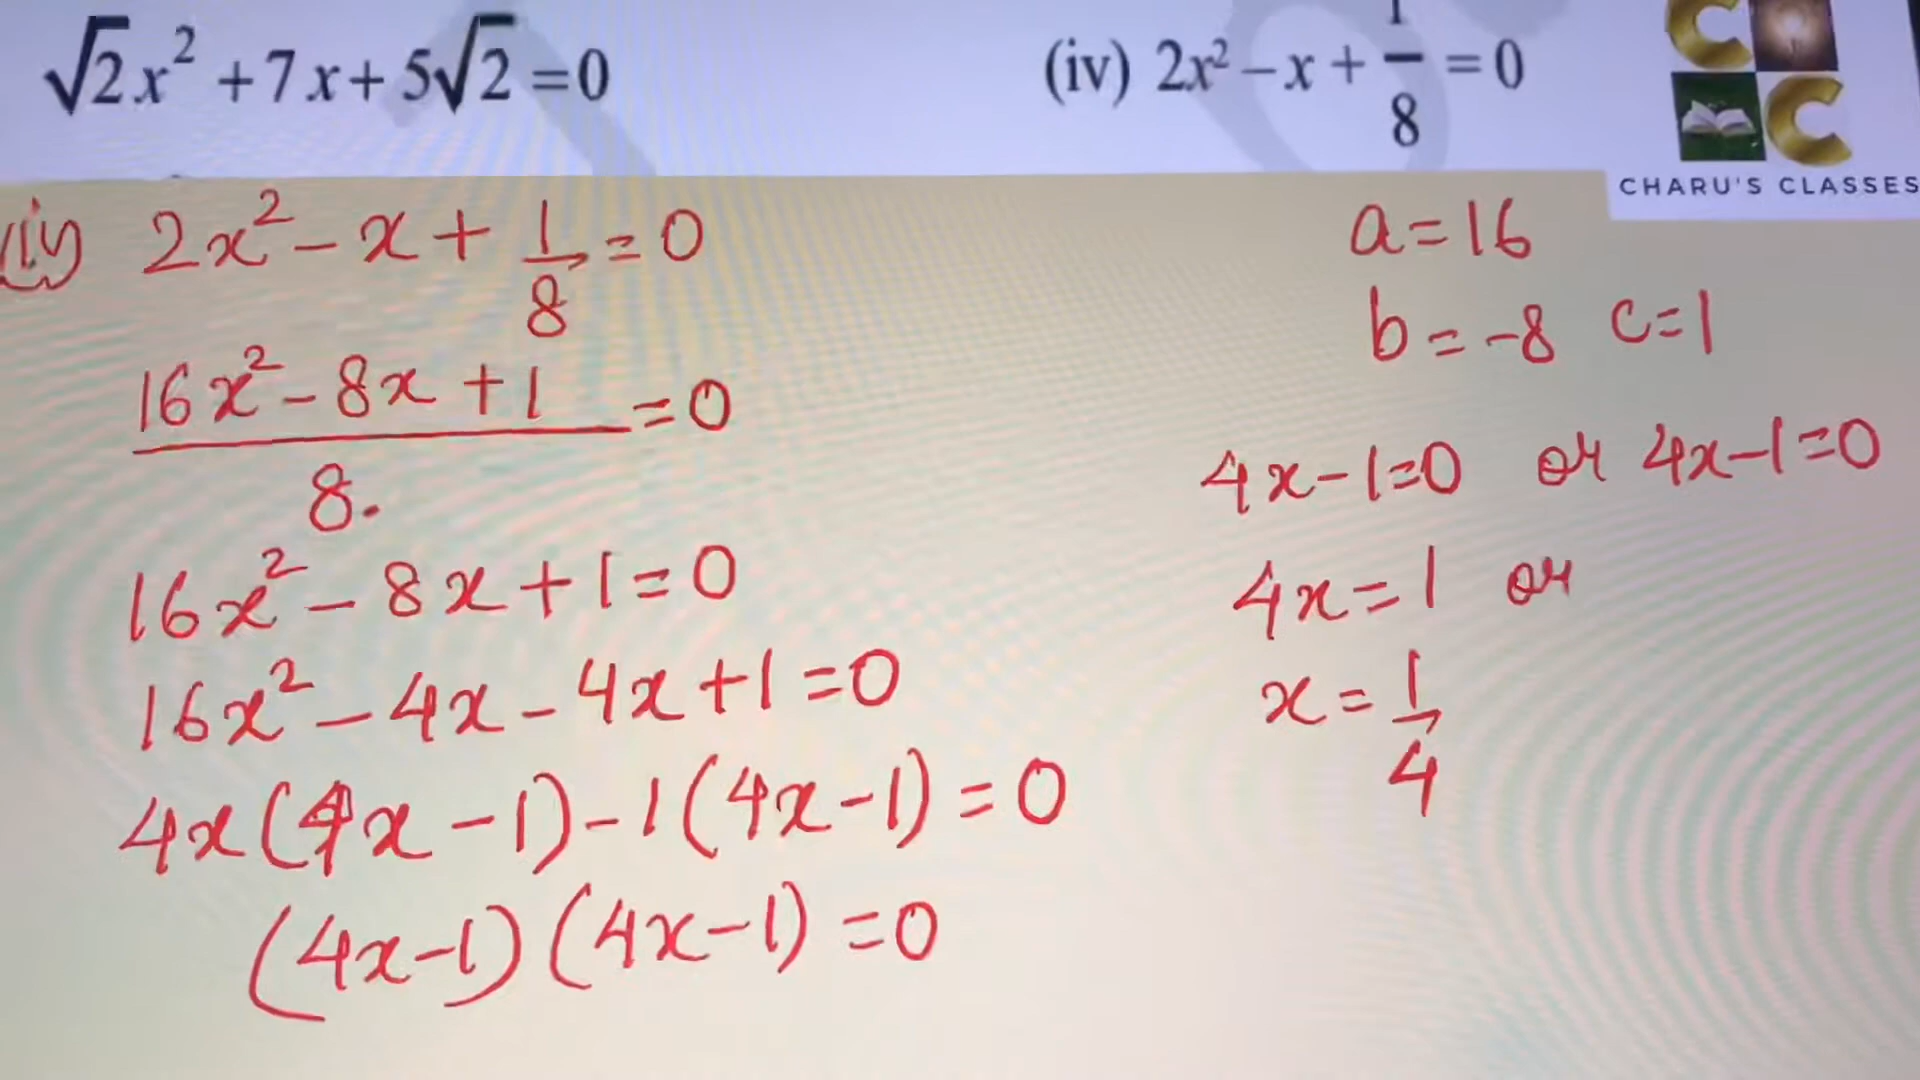 √2x² +7x+5√2=0
(iv) 2x² – x + 1/8 = 0
C
C
CHARU'S CLASSES
(iv) 2x² – x + 1/8 = 0
16x² – 8x + 1 / 8. = 0
16x² – 8x + 1 = 0
16x² – 4x – 4x + 1 = 0
4x(4x – 1) – 1(4x – 1) = 0
(4x – 1)(4x – 1) = 0
a = 16
b = -8 c = 1
4x – 1 = 0 or 4x – 1 = 0
4x = 1 or
x = 1/4